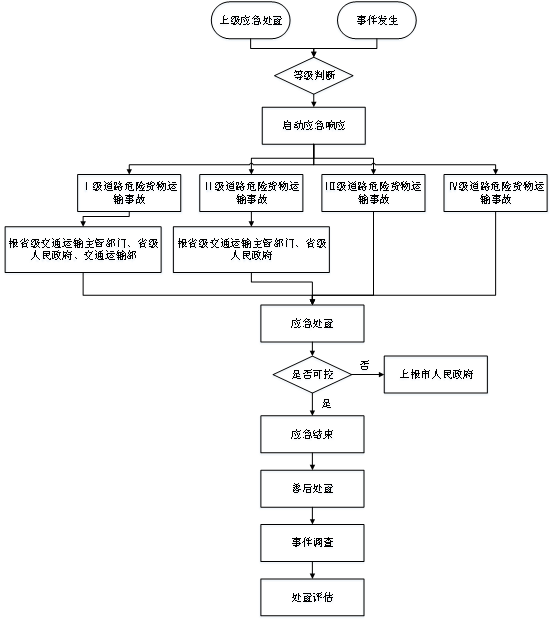 上级应急处置
事件发生
等级判断
启动应急响应
Ⅰ级道路危险货物运
输事故
Ⅱ级道路危险货物运
输事故
Ⅲ级道路危险货物运
输事故
Ⅳ级道路危险货物运
输事故
报省级交通运输主管部门、省级
人民政府、交通运输部
报省级交通运输主管部门、省级
人民政府
应急处置
是否可控
否
上报市人民政府
是
应急结束
善后处置
事件调查
处置评估